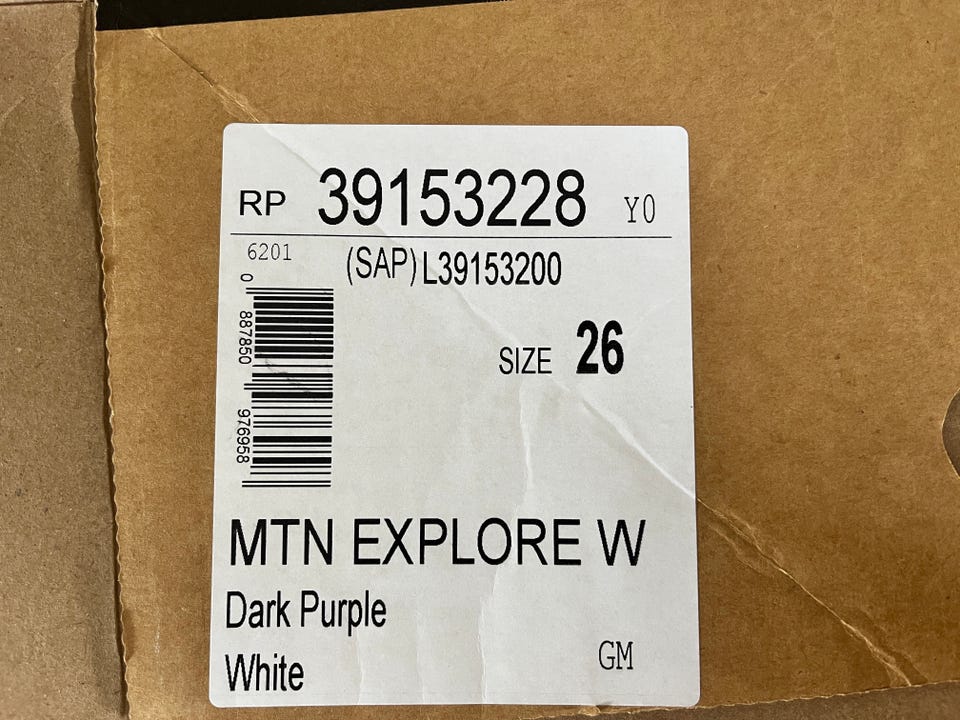 RP 39153228 Y0
6201 (SAP) L39153200
0 887850 976958
SIZE 26
MTN EXPLORE W
Dark Purple
White GM